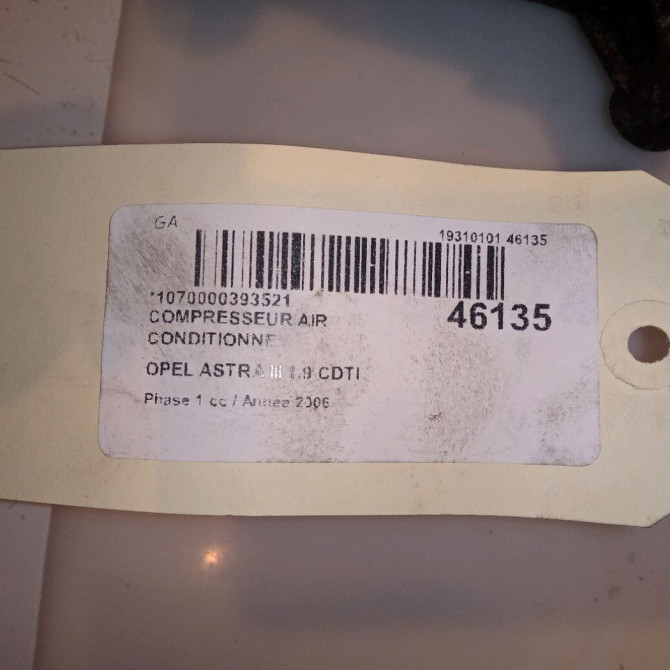 GA
19310101 46135
*1070000393521
46135
COMPRESSEUR AIR
CONDITIONNE
OPEL ASTRA III 1.9 CDTI
Phase 1 cc / Annee 2006